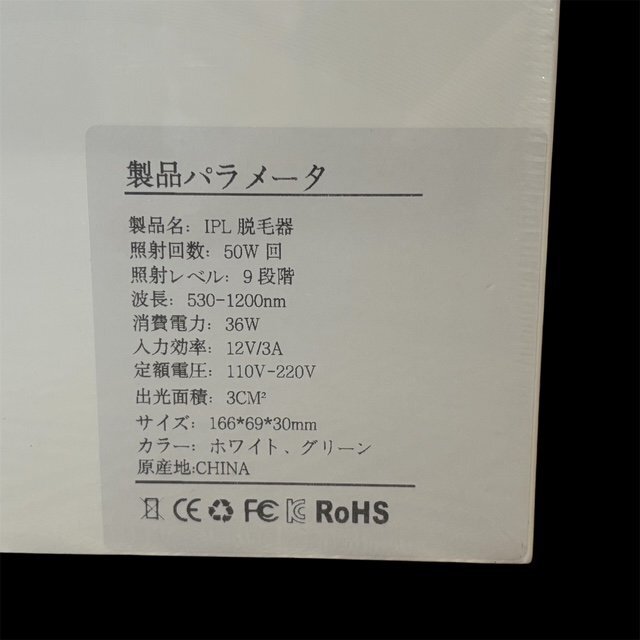 製品パラメータ
製品名: IPL 脱毛器
照射回数: 50W 回
照射レベル: 9 段階
波長: 530-1200nm
消費電力: 36W
入力効率: 12V/3A
定額電圧: 110V-220V
出光面積: 3CM²
サイズ: 166*69*30mm
カラー: ホワイト、グリーン
原産地:CHINA
CE FC KC RoHS